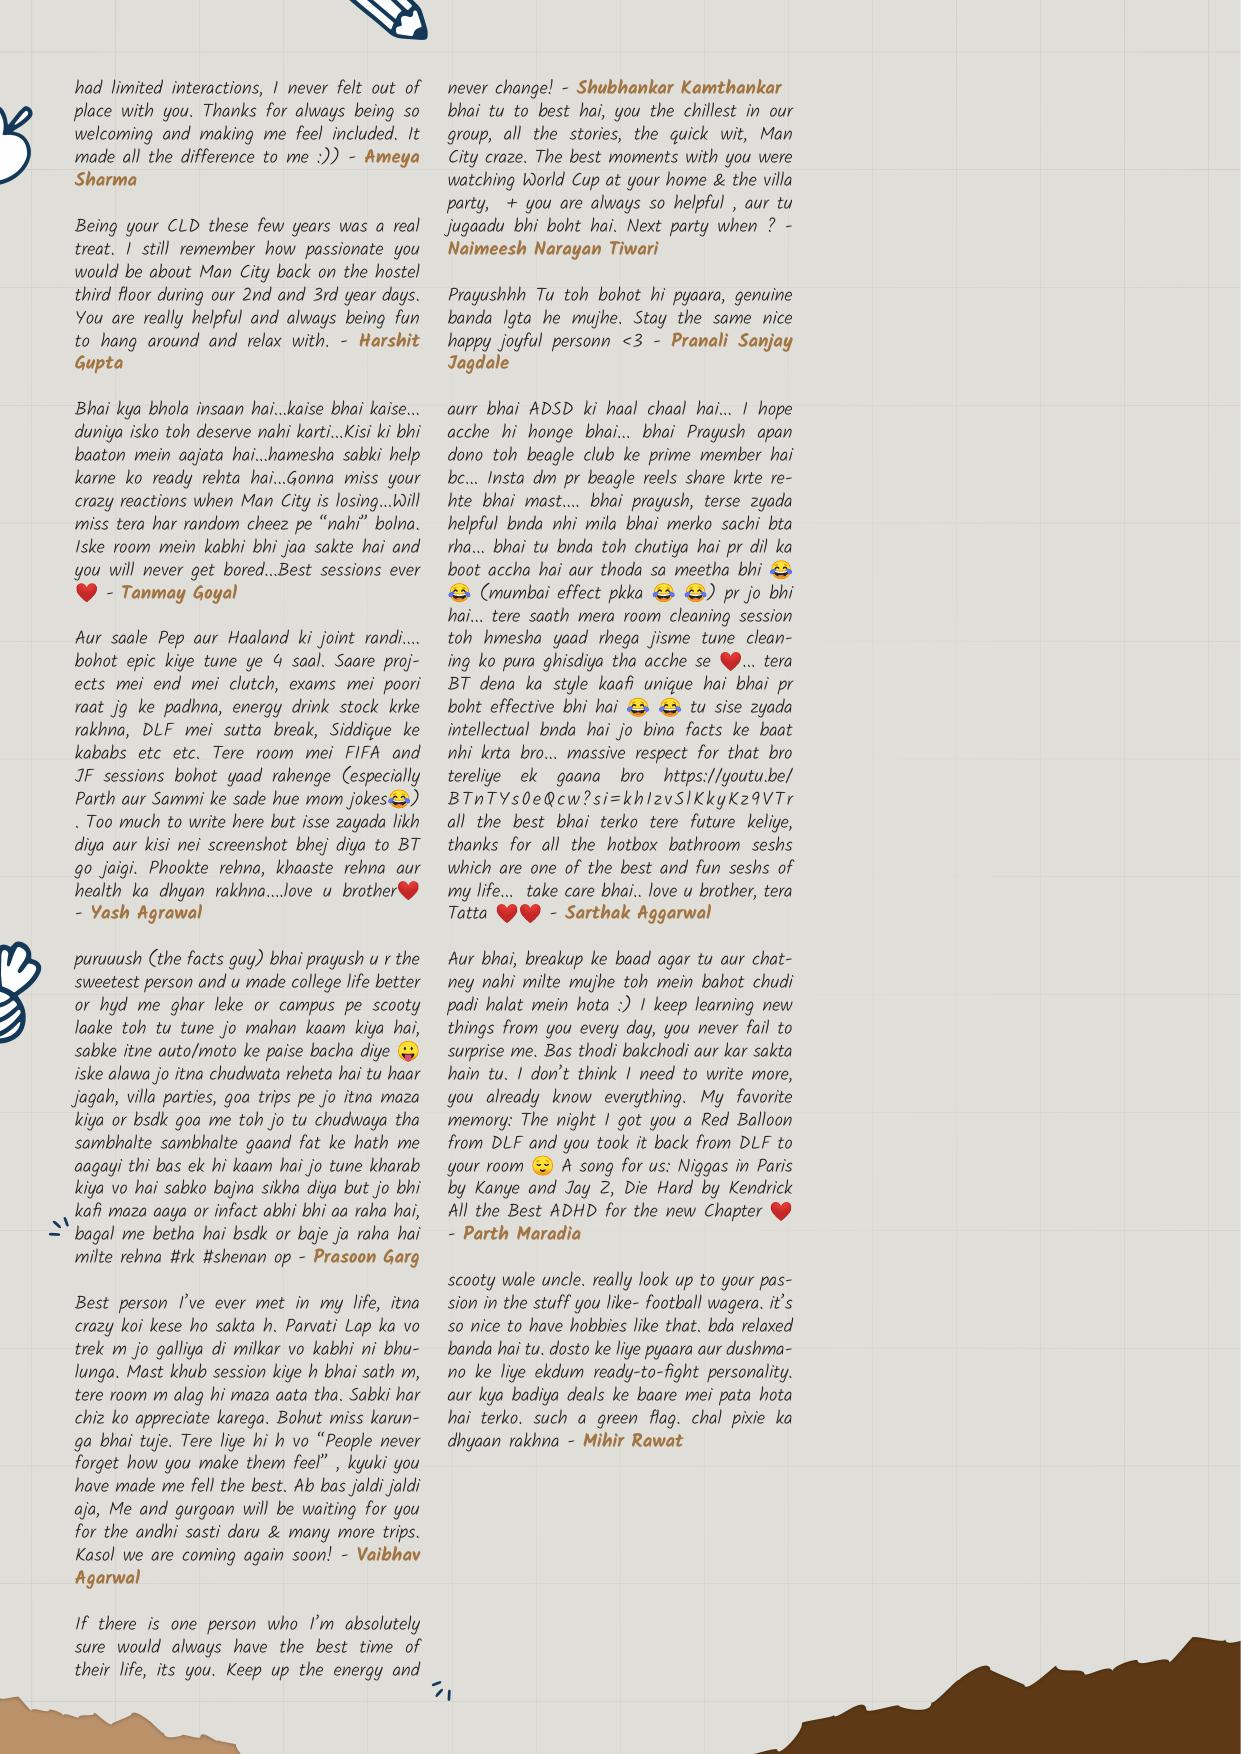 had limited interactions, I never felt out of
place with you. Thanks for always being so
welcoming and making me feel included. It
made all the difference to me :)) - Ameya
Sharma
Being your CLD these few years was a real
treat. I still remember how passionate you
would be about Man City back on the hostel
third floor during our 2nd and 3rd year days.
You are really helpful and always being fun
to hang around and relax with. - Harshit
Gupta
Bhai kya bhola insaan hai...kaise bhai kaise...
duniya isko toh deserve nahi karti...Kisi ki bhi
baaton mein aajata hai...hamesha sabki help
karne ko ready rehta hai...Gonna miss your
crazy reactions when Man City is losing...Will
miss tera har random cheez pe “nahi” bolna.
Iske room mein kabhi bhi jaa sakte hai and
you will never get bored...Best sessions ever
❤️ - Tanmay Goyal
Aur saale Pep aur Haaland ki joint randi....
bohot epic kiye tune ye 4 saal. Saare proj-
ects mei end mei clutch, exams mei poori
raat jg ke padhna, energy drink stock krke
rakhna, DLF mei sutta break, Siddique ke
kababs etc etc. Tere room mei FIFA and
JF sessions bohot yaad rahenge (especially
Parth aur Sammi ke sade hue mom jokes😂)
. Too much to write here but isse zayada likh
diya aur kisi nei screenshot bhej diya to BT
go jaigi. Phookte rehna, khaaste rehna aur
health ka dhyan rakhna....love u brother❤️
- Yash Agrawal
puruuush (the facts guy) bhai prayush u r the
sweetest person and u made college life better
or hyd me ghar leke or campus pe scooty
laake toh tu tune jo mahan kaam kiya hai,
sabke itne auto/moto ke paise bacha diye 😛
iske alawa jo itna chudwata reheta hai tu haar
jagah, villa parties, goa trips pe jo itna maza
kiya or bsdk goa me toh jo tu chudwaya tha
sambhalte sambhalte gaand fat ke hath me
aagayi thi bas ek hi kaam hai jo tune kharab
kiya vo hai sabko bajna sikha diya but jo bhi
kafi maza aaya or infact abhi bhi aa raha hai,
bagal me betha hai bsdk or baje ja raha hai
milte rehna #rk #shenan op - Prasoon Garg
Best person I’ve ever met in my life, itna
crazy koi kese ho sakta h. Parvati Lap ka vo
trek m jo galliya di milkar vo kabhi ni bhu-
lunga. Mast khub session kiye h bhai sath m,
tere room m alag hi maza aata tha. Sabki har
chiz ko appreciate karega. Bohut miss karun-
ga bhai tuje. Tere liye hi h vo “People never
forget how you make them feel” , kyuki you
have made me fell the best. Ab bas jaldi jaldi
aja, Me and gurgoan will be waiting for you
for the andhi sasti daru & many more trips.
Kasol we are coming again soon! - Vaibhav
Agarwal
If there is one person who I’m absolutely
sure would always have the best time of
their life, its you. Keep up the energy and
never change! - Shubhankar Kamthankar
bhai tu to best hai, you the chillest in our
group, all the stories, the quick wit, Man
City craze. The best moments with you were
watching World Cup at your home & the villa
party, + you are always so helpful , aur tu
jugaadu bhi boht hai. Next party when ? -
Naimeesh Narayan Tiwari
Prayushhh Tu toh bohot hi pyaara, genuine
banda lgta he mujhe. Stay the same nice
happy joyful personn <3 - Pranali Sanjay
Jagdale
aurr bhai ADSD ki haal chaal hai... I hope
acche hi honge bhai... bhai Prayush apan
dono toh beagle club ke prime member hai
bc... Insta dm pr beagle reels share krte re-
hte bhai mast.... bhai prayush, terse zyada
helpful bnda nhi mila bhai merko sachi bta
rha... bhai tu bnda toh chutiya hai pr dil ka
boot accha hai aur thoda sa meetha bhi 😂
😂 (mumbai effect pkka 😂 😂) pr jo bhi
hai... tere saath mera room cleaning session
toh hmesha yaad rhega jisme tune clean-
ing ko pura ghisdiya tha acche se ❤️... tera
BT dena ka style kaafi unique hai bhai pr
boht effective bhi hai 😂 😂 tu sise zyada
intellectual bnda hai jo bina facts ke baat
nhi krta bro... massive respect for that bro
tereliye ek gaana bro https://youtu.be/
BTnTYs0eQcw?si=khIzvSlKkyKz9VTr
all the best bhai terko tere future keliye,
thanks for all the hotbox bathroom seshs
which are one of the best and fun seshs of
my life... take care bhai.. love u brother, tera
Tatta ❤️❤️ - Sarthak Aggarwal
Aur bhai, breakup ke baad agar tu aur chat-
ney nahi milte mujhe toh mein bahot chudi
padi halat mein hota :) I keep learning new
things from you every day, you never fail to
surprise me. Bas thodi bakchodi aur kar sakta
hain tu. I don’t think I need to write more,
you already know everything. My favorite
memory: The night I got you a Red Balloon
from DLF and you took it back from DLF to
your room 😌 A song for us: Niggas in Paris
by Kanye and Jay Z, Die Hard by Kendrick
All the Best ADHD for the new Chapter ❤️
- Parth Maradia
scooty wale uncle. really look up to your pas-
sion in the stuff you like- football wagera. it’s
so nice to have hobbies like that. bda relaxed
banda hai tu. dosto ke liye pyaara aur dushma-
no ke liye ekdum ready-to-fight personality.
aur kya badiya deals ke baare mei pata hota
hai terko. such a green flag. chal pixie ka
dhyaan rakhna - Mihir Rawat